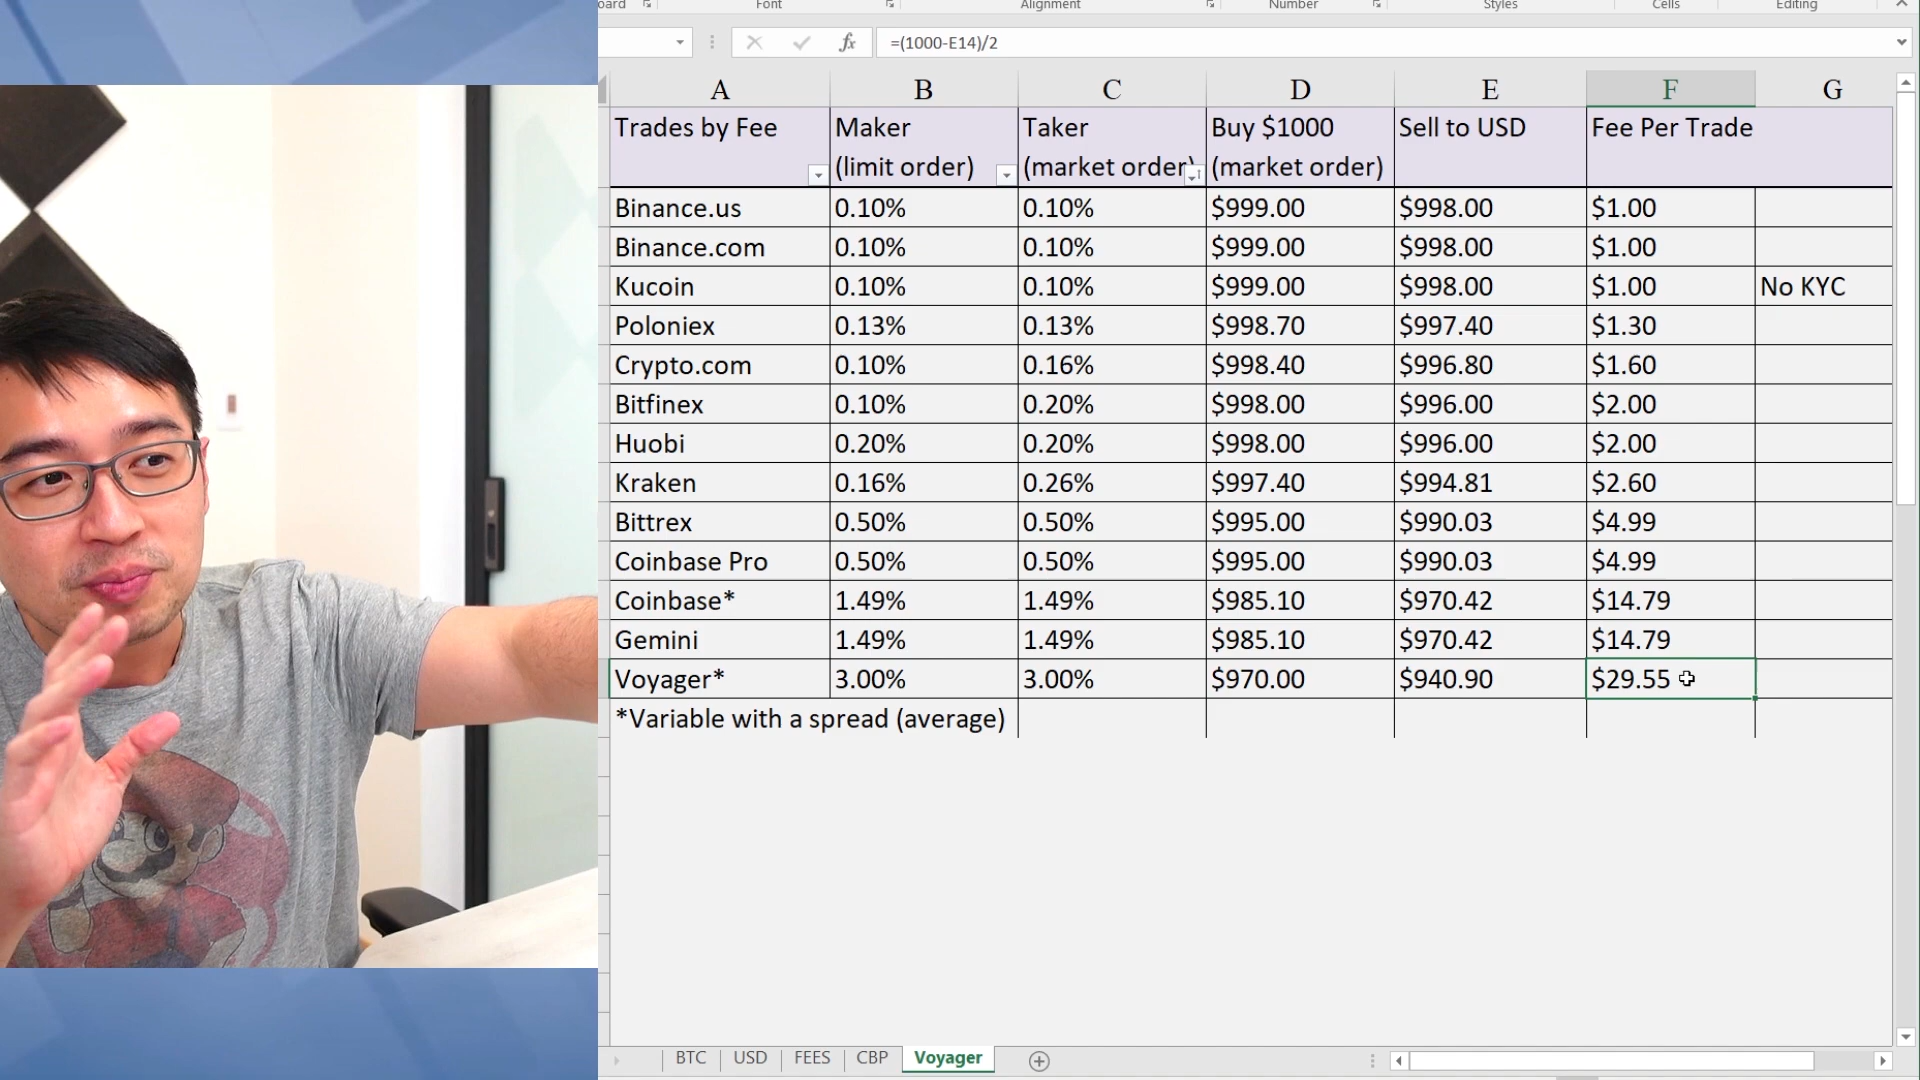 oard Font Alignment Number Styles Cells Editing
fx =(1000-E14)/2
A B C D E F G
Trades by Fee Maker (limit order) Taker (market order) Buy $1000 (market order) Sell to USD Fee Per Trade
Binance.us 0.10% 0.10% $999.00 $998.00 $1.00
Binance.com 0.10% 0.10% $999.00 $998.00 $1.00
Kucoin 0.10% 0.10% $999.00 $998.00 $1.00 No KYC
Poloniex 0.13% 0.13% $998.70 $997.40 $1.30
Crypto.com 0.10% 0.16% $998.40 $996.80 $1.60
Bitfinex 0.10% 0.20% $998.00 $996.00 $2.00
Huobi 0.20% 0.20% $998.00 $996.00 $2.00
Kraken 0.16% 0.26% $997.40 $994.81 $2.60
Bittrex 0.50% 0.50% $995.00 $990.03 $4.99
Coinbase Pro 0.50% 0.50% $995.00 $990.03 $4.99
Coinbase* 1.49% 1.49% $985.10 $970.42 $14.79
Gemini 1.49% 1.49% $985.10 $970.42 $14.79
Voyager* 3.00% 3.00% $970.00 $940.90 $29.55
*Variable with a spread (average)
BTC USD FEES CBP Voyager